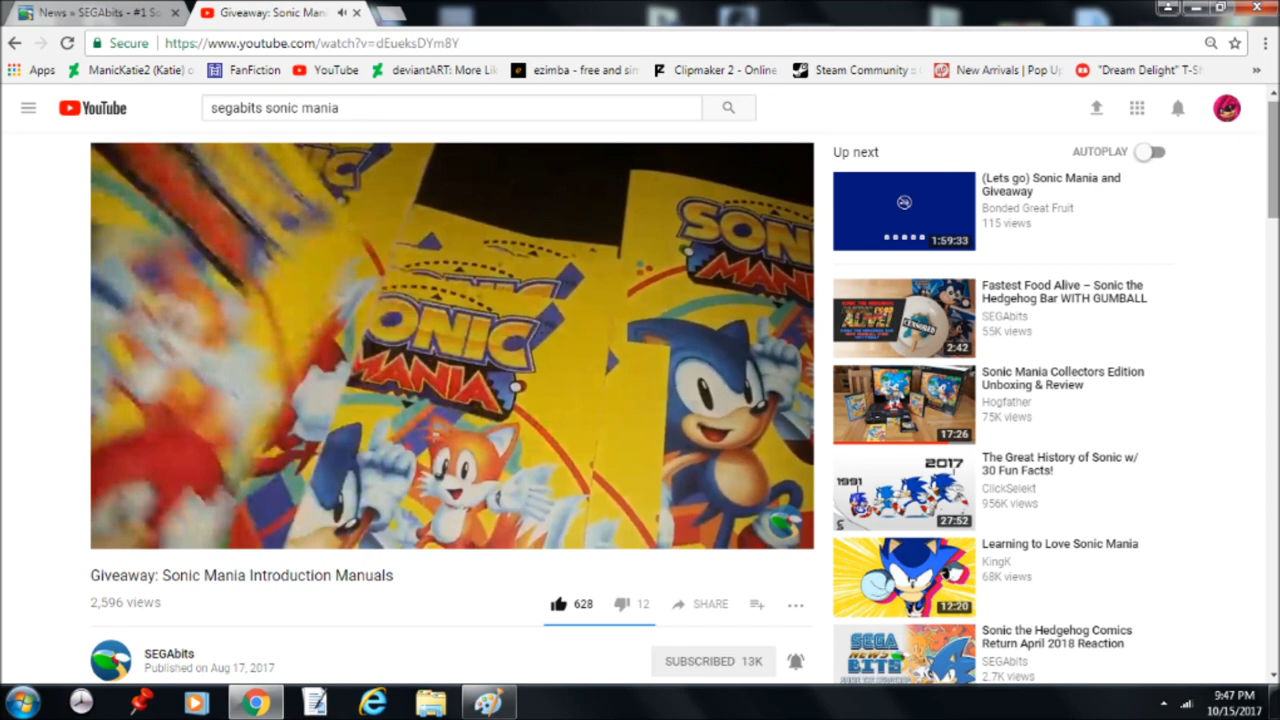 News » SEGAbits - #1 So
Giveaway: Sonic Man
Secure
https://www.youtube.com/watch?v=dEueksDYm8Y
Apps
ManicKatie2 (Katie)
FanFiction
YouTube
deviantART: More Lik
ezimba - free and sim
Clipmaker 2 - Online
Steam Community ::
New Arrivals | Pop U
"Dream Delight" T-S
»
YouTube
segabits sonic mania
SONIC
MANIA
SONIC
MANIA
Up next
AUTOPLAY
(Lets go) Sonic Mania and
Giveaway
Bonded Great Fruit
115 views
1:59:33
Fastest Food Alive – Sonic the
Hedgehog Bar WITH GUMBALL
SEGAbits
55K views
ALIVE!
CENSORED
2:42
Sonic Mania Collectors Edition
Unboxing & Review
Hogfather
75K views
17:26
The Great History of Sonic w/
30 Fun Facts!
ClickSelekt
956K views
1991
2017
27:52
Learning to Love Sonic Mania
KingK
68K views
12:20
Sonic the Hedgehog Comics
Return April 2018 Reaction
SEGAbits
2.7K views
SEGA
NEWS
BITS
Giveaway: Sonic Mania Introduction Manuals
2,596 views
628
12
SHARE
SEGAbits
Published on Aug 17, 2017
SUBSCRIBED 13K
9:47 PM
10/15/2017